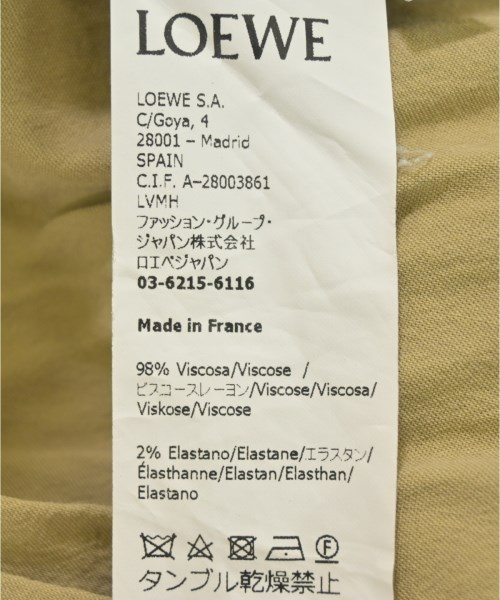 LOEWE
LOEWE S.A.
C/Goya, 4
28001 – Madrid
SPAIN
C.I.F. A–28003861
LVMH
ファッション・グループ・
ジャパン株式会社
ロエベジャパン
03-6215-6116
Made in France
98% Viscosa/Viscose /
ビスコースレーヨン/Viscose/Viscosa/
Viskose/Viscose
2% Elastano/Elastane/エラスタン/
Élasthanne/Elastan/Elasthan/
Elastano
F
タンブル乾燥禁止